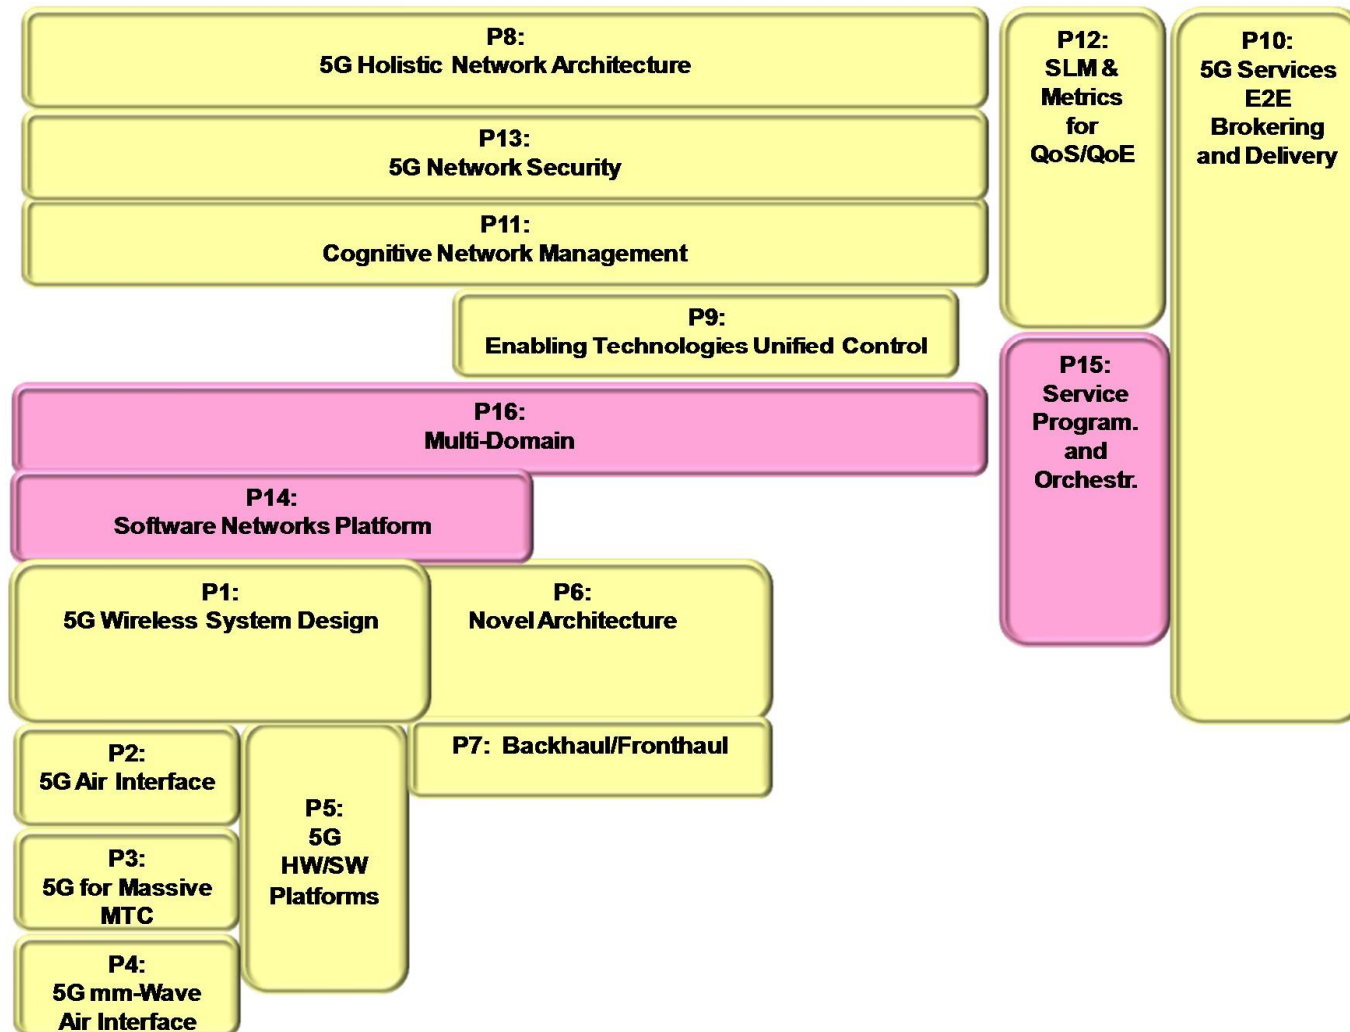 P8:
5G Holistic Network Architecture
P13:
5G Network Security
P11:
Cognitive Network Management
P9:
Enabling Technologies Unified Control
P16:
Multi-Domain
P14:
Software Networks Platform
P1:
5G Wireless System Design
P6:
Novel Architecture
P2:
5G Air Interface
P3:
5G for Massive
MTC
P4:
5G mm-Wave
Air Interface
P5:
5G
HW/SW
Platforms
P7: Backhaul/Fronthaul
P12:
SLM &
Metrics
for
QoS/QoE
P15:
Service
Program.
and
Orchestr.
P10:
5G Services
E2E
Brokering
and Delivery